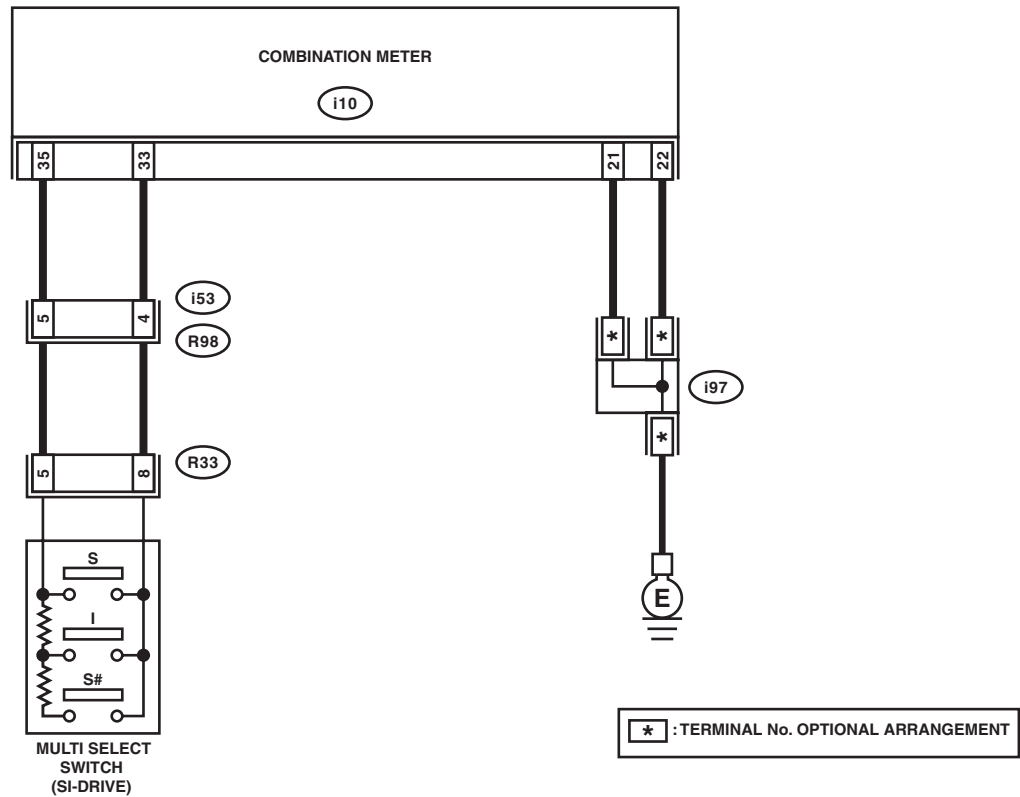 COMBINATION METER
i10
35 33 21 22
i53
5 4 * *
R98
i97
*
R33
5 8
S
E
I
S#
* : TERMINAL No. OPTIONAL ARRANGEMENT
MULTI SELECT
SWITCH
(SI-DRIVE)